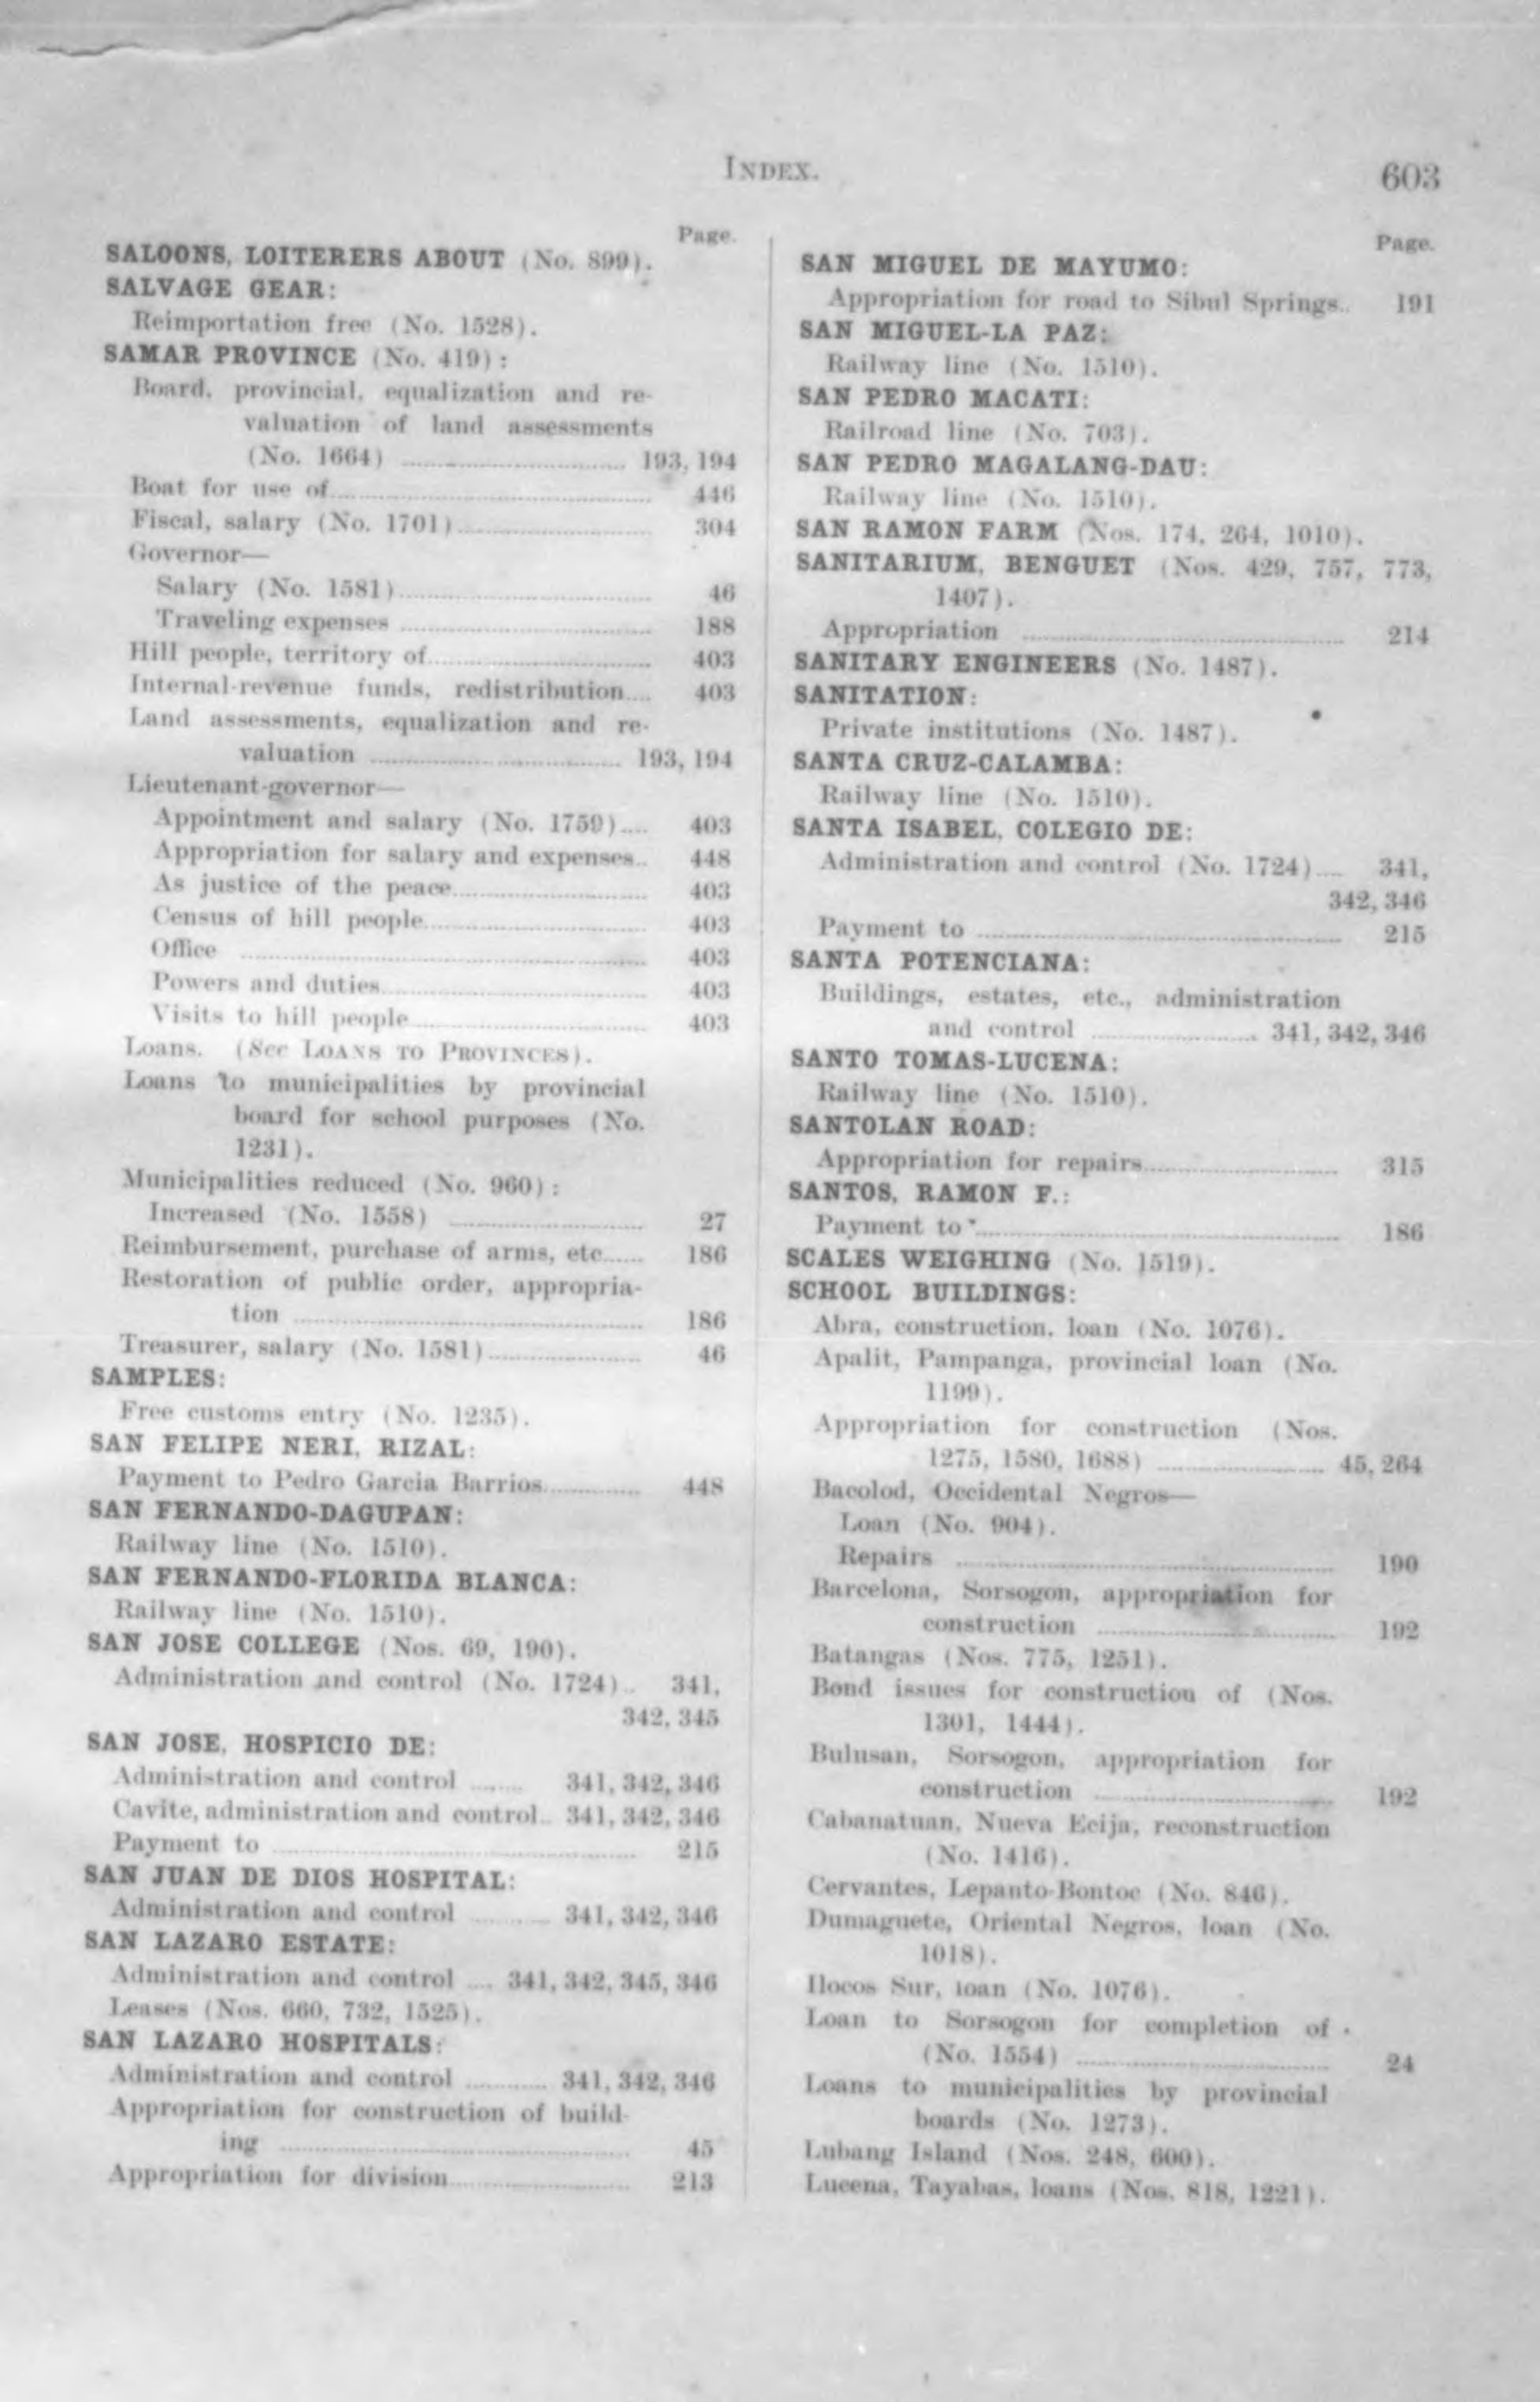 INDEX.
603
Page.
SALOONS, LOITERERS ABOUT (No. 899).
SALVAGE GEAR:
Reimportation free (No. 1528).
SAMAR PROVINCE (No. 419):
Board, provincial, equalization and re-
valuation of land assessments
(No. 1664) ........ 193, 194
Boat for use of........ 446
Fiscal, salary (No. 1701)........ 304
Governor—
Salary (No. 1581)........ 46
Traveling expenses ........ 188
Hill people, territory of........ 403
Internal-revenue funds, redistribution.... 403
Land assessments, equalization and re-
valuation ........ 193, 194
Lieutenant-governor—
Appointment and salary (No. 1759).... 403
Appropriation for salary and expenses.. 448
As justice of the peace........ 403
Census of hill people........ 403
Office ........ 403
Powers and duties........ 403
Visits to hill people........ 403
Loans. (See LOANS TO PROVINCES).
Loans to municipalities by provincial
board for school purposes (No.
1231).
Municipalities reduced (No. 960):
Increased (No. 1558) ........ 27
Reimbursement, purchase of arms, etc...... 186
Restoration of public order, appropria-
tion ........ 186
Treasurer, salary (No. 1581)........ 46
SAMPLES:
Free customs entry (No. 1235).
SAN FELIPE NERI, RIZAL:
Payment to Pedro Garcia Barrios........ 448
SAN FERNANDO-DAGUPAN:
Railway line (No. 1510).
SAN FERNANDO-FLORIDA BLANCA:
Railway line (No. 1510).
SAN JOSE COLLEGE (Nos. 69, 190).
Administration and control (No. 1724).. 341,
342, 345
SAN JOSE, HOSPICIO DE:
Administration and control ........ 341, 342, 346
Cavite, administration and control.. 341, 342, 346
Payment to ........ 215
SAN JUAN DE DIOS HOSPITAL:
Administration and control ........ 341, 342, 346
SAN LAZARO ESTATE:
Administration and control .... 341, 342, 345, 346
Leases (Nos. 660, 732, 1525).
SAN LAZARO HOSPITALS:
Administration and control ........ 341, 342, 346
Appropriation for construction of build-
ing ........ 45
Appropriation for division........ 213
Page.
SAN MIGUEL DE MAYUMO:
Appropriation for road to Sibul Springs.. 191
SAN MIGUEL-LA PAZ:
Railway line (No. 1510).
SAN PEDRO MACATI:
Railroad line (No. 703).
SAN PEDRO MAGALANG-DAU:
Railway line (No. 1510).
SAN RAMON FARM (Nos. 174, 264, 1010).
SANITARIUM, BENGUET (Nos. 429, 757, 773,
1407).
Appropriation ........ 214
SANITARY ENGINEERS (No. 1487).
SANITATION:
Private institutions (No. 1487).
SANTA CRUZ-CALAMBA:
Railway line (No. 1510).
SANTA ISABEL, COLEGIO DE:
Administration and control (No. 1724).... 341,
342, 346
Payment to ........ 215
SANTA POTENCIANA:
Buildings, estates, etc., administration
and control ........ 341, 342, 346
SANTO TOMAS-LUCENA:
Railway line (No. 1510).
SANTOLAN ROAD:
Appropriation for repairs........ 315
SANTOS, RAMON F.:
Payment to ........ 186
SCALES WEIGHING (No. 1519).
SCHOOL BUILDINGS:
Abra, construction, loan (No. 1076).
Apalit, Pampanga, provincial loan (No.
1199).
Appropriation for construction (Nos.
1275, 1580, 1688) ........ 45, 264
Bacolod, Occidental Negros—
Loan (No. 904).
Repairs ........ 190
Barcelona, Sorsogon, appropriation for
construction ........ 192
Batangas (Nos. 775, 1251).
Bond issues for construction of (Nos.
1301, 1444).
Bulusan, Sorsogon, appropriation for
construction ........ 192
Cabanatuan, Nueva Ecija, reconstruction
(No. 1416).
Cervantes, Lepanto-Bontoc (No. 846).
Dumaguete, Oriental Negros, loan (No.
1018).
Ilocos Sur, loan (No. 1076).
Loan to Sorsogon for completion of
(No. 1554) ........ 24
Loans to municipalities by provincial
boards (No. 1273).
Lubang Island (Nos. 248, 600).
Lucena, Tayabas, loans (Nos. 818, 1221).